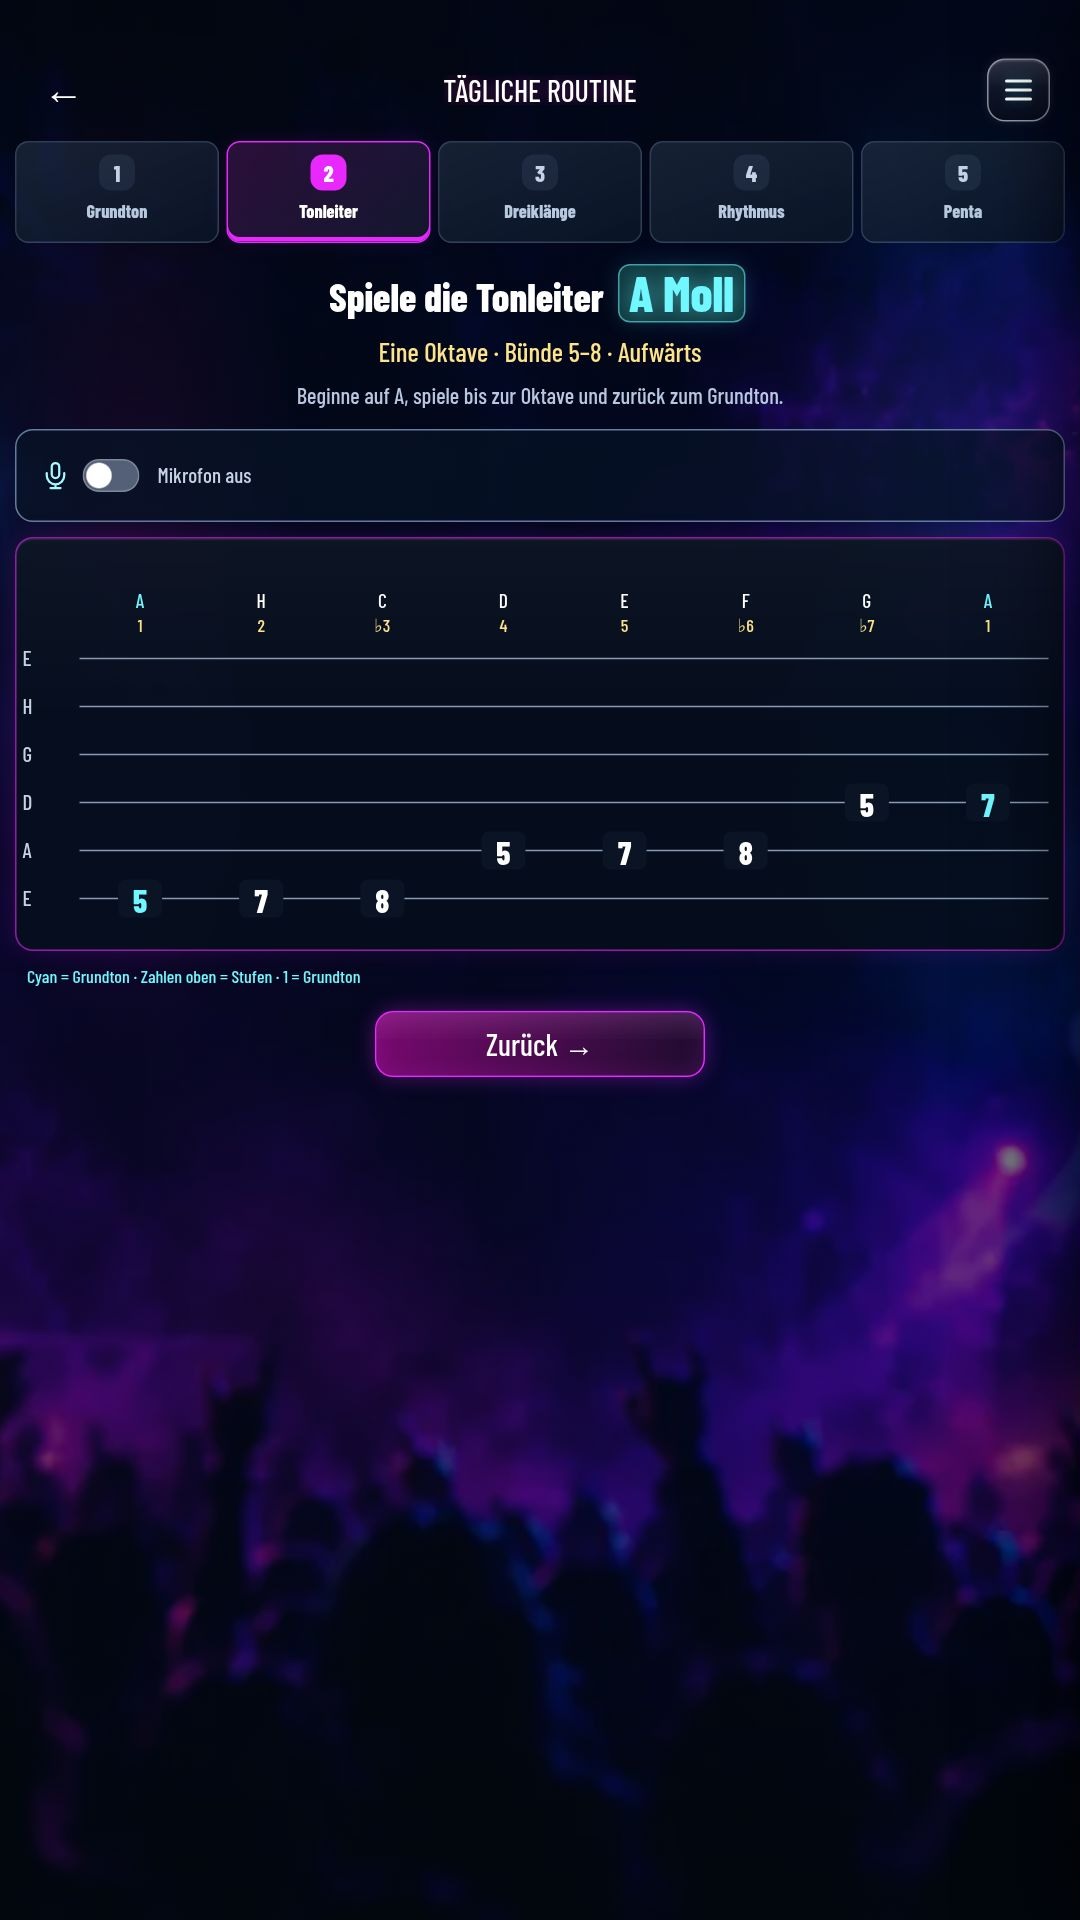 ←
TÄGLICHE ROUTINE
1 2 3 4 5
Grundton Tonleiter Dreiklänge Rhythmus Penta
Spiele die Tonleiter A Moll
Eine Oktave · Bünde 5–8 · Aufwärts
Beginne auf A, spiele bis zur Oktave und zurück zum Grundton.
Mikrofon aus
A H C D E F G A
1 2 ♭3 4 5 ♭6 ♭7 1
E
H
G
D 5 7
A 5 7 8
E 5 7 8
Cyan = Grundton · Zahlen oben = Stufen · 1 = Grundton
Zurück →